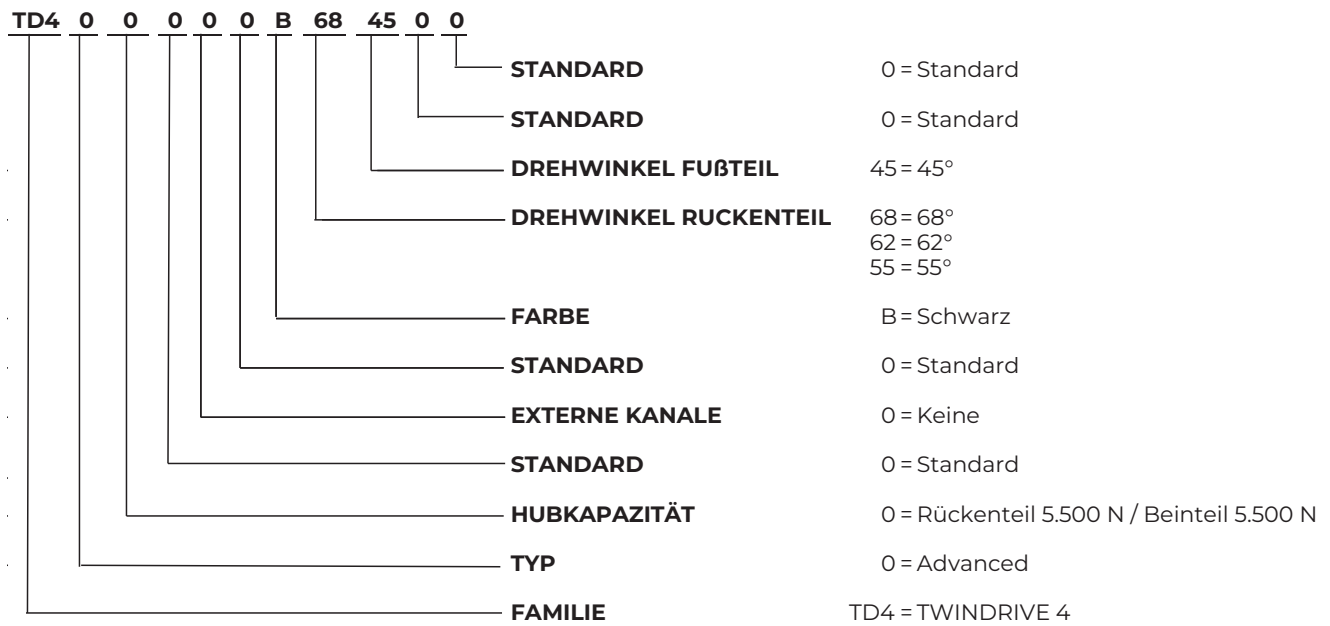 TD4 0 0 0 0 0 B 68 45 0 0
STANDARD 0 = Standard
STANDARD 0 = Standard
DREHWINKEL FUßTEIL 45 = 45°
DREHWINKEL RUCKENTEIL 68 = 68°
62 = 62°
55 = 55°
FARBE B = Schwarz
STANDARD 0 = Standard
EXTERNE KANALE 0 = Keine
STANDARD 0 = Standard
HUBKAPAZITÄT 0 = Rückenteil 5.500 N / Beinteil 5.500 N
TYP 0 = Advanced
FAMILIE TD4 = TWINDRIVE 4